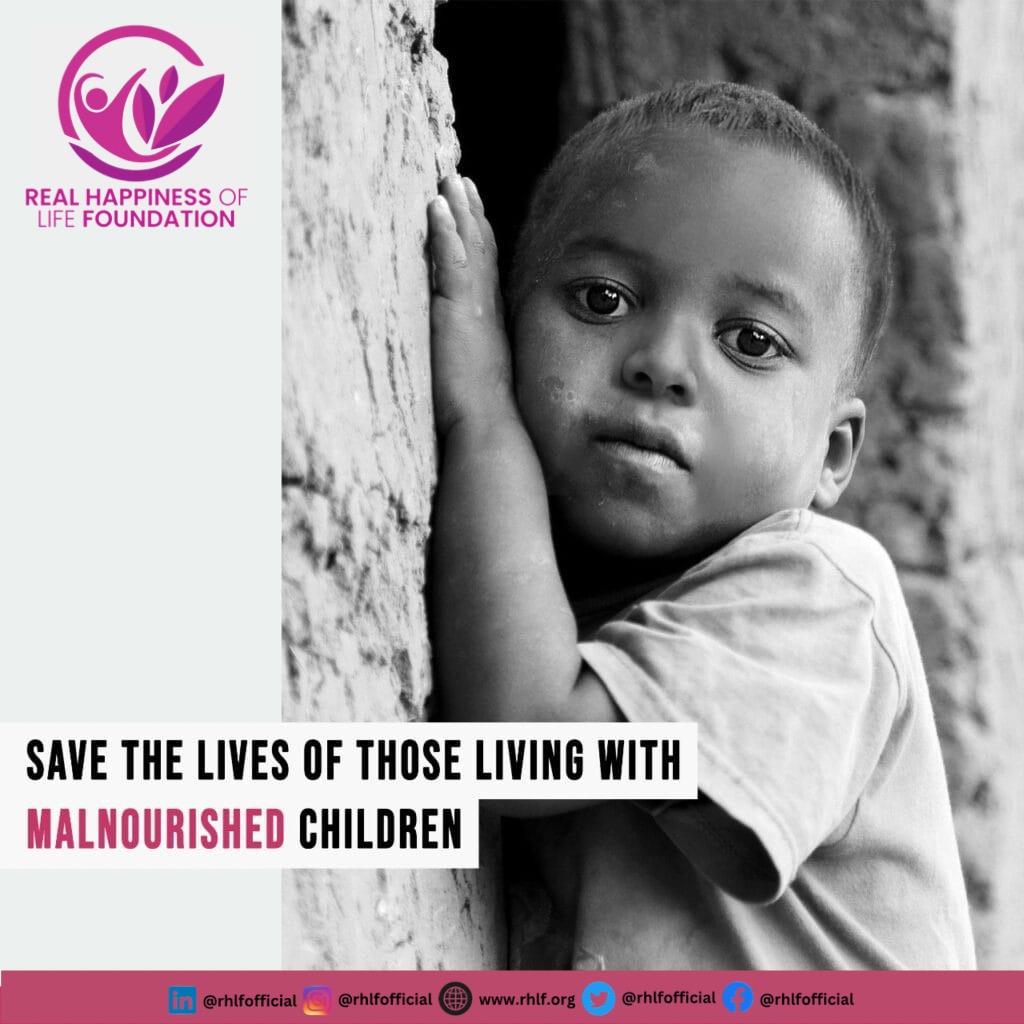 REAL HAPPINESS OF
LIFE FOUNDATION
SAVE THE LIVES OF THOSE LIVING WITH
MALNOURISHED CHILDREN
@rhlfofficial @rhlfofficial www.rhlf.org @rhlfofficial @rhlfofficial